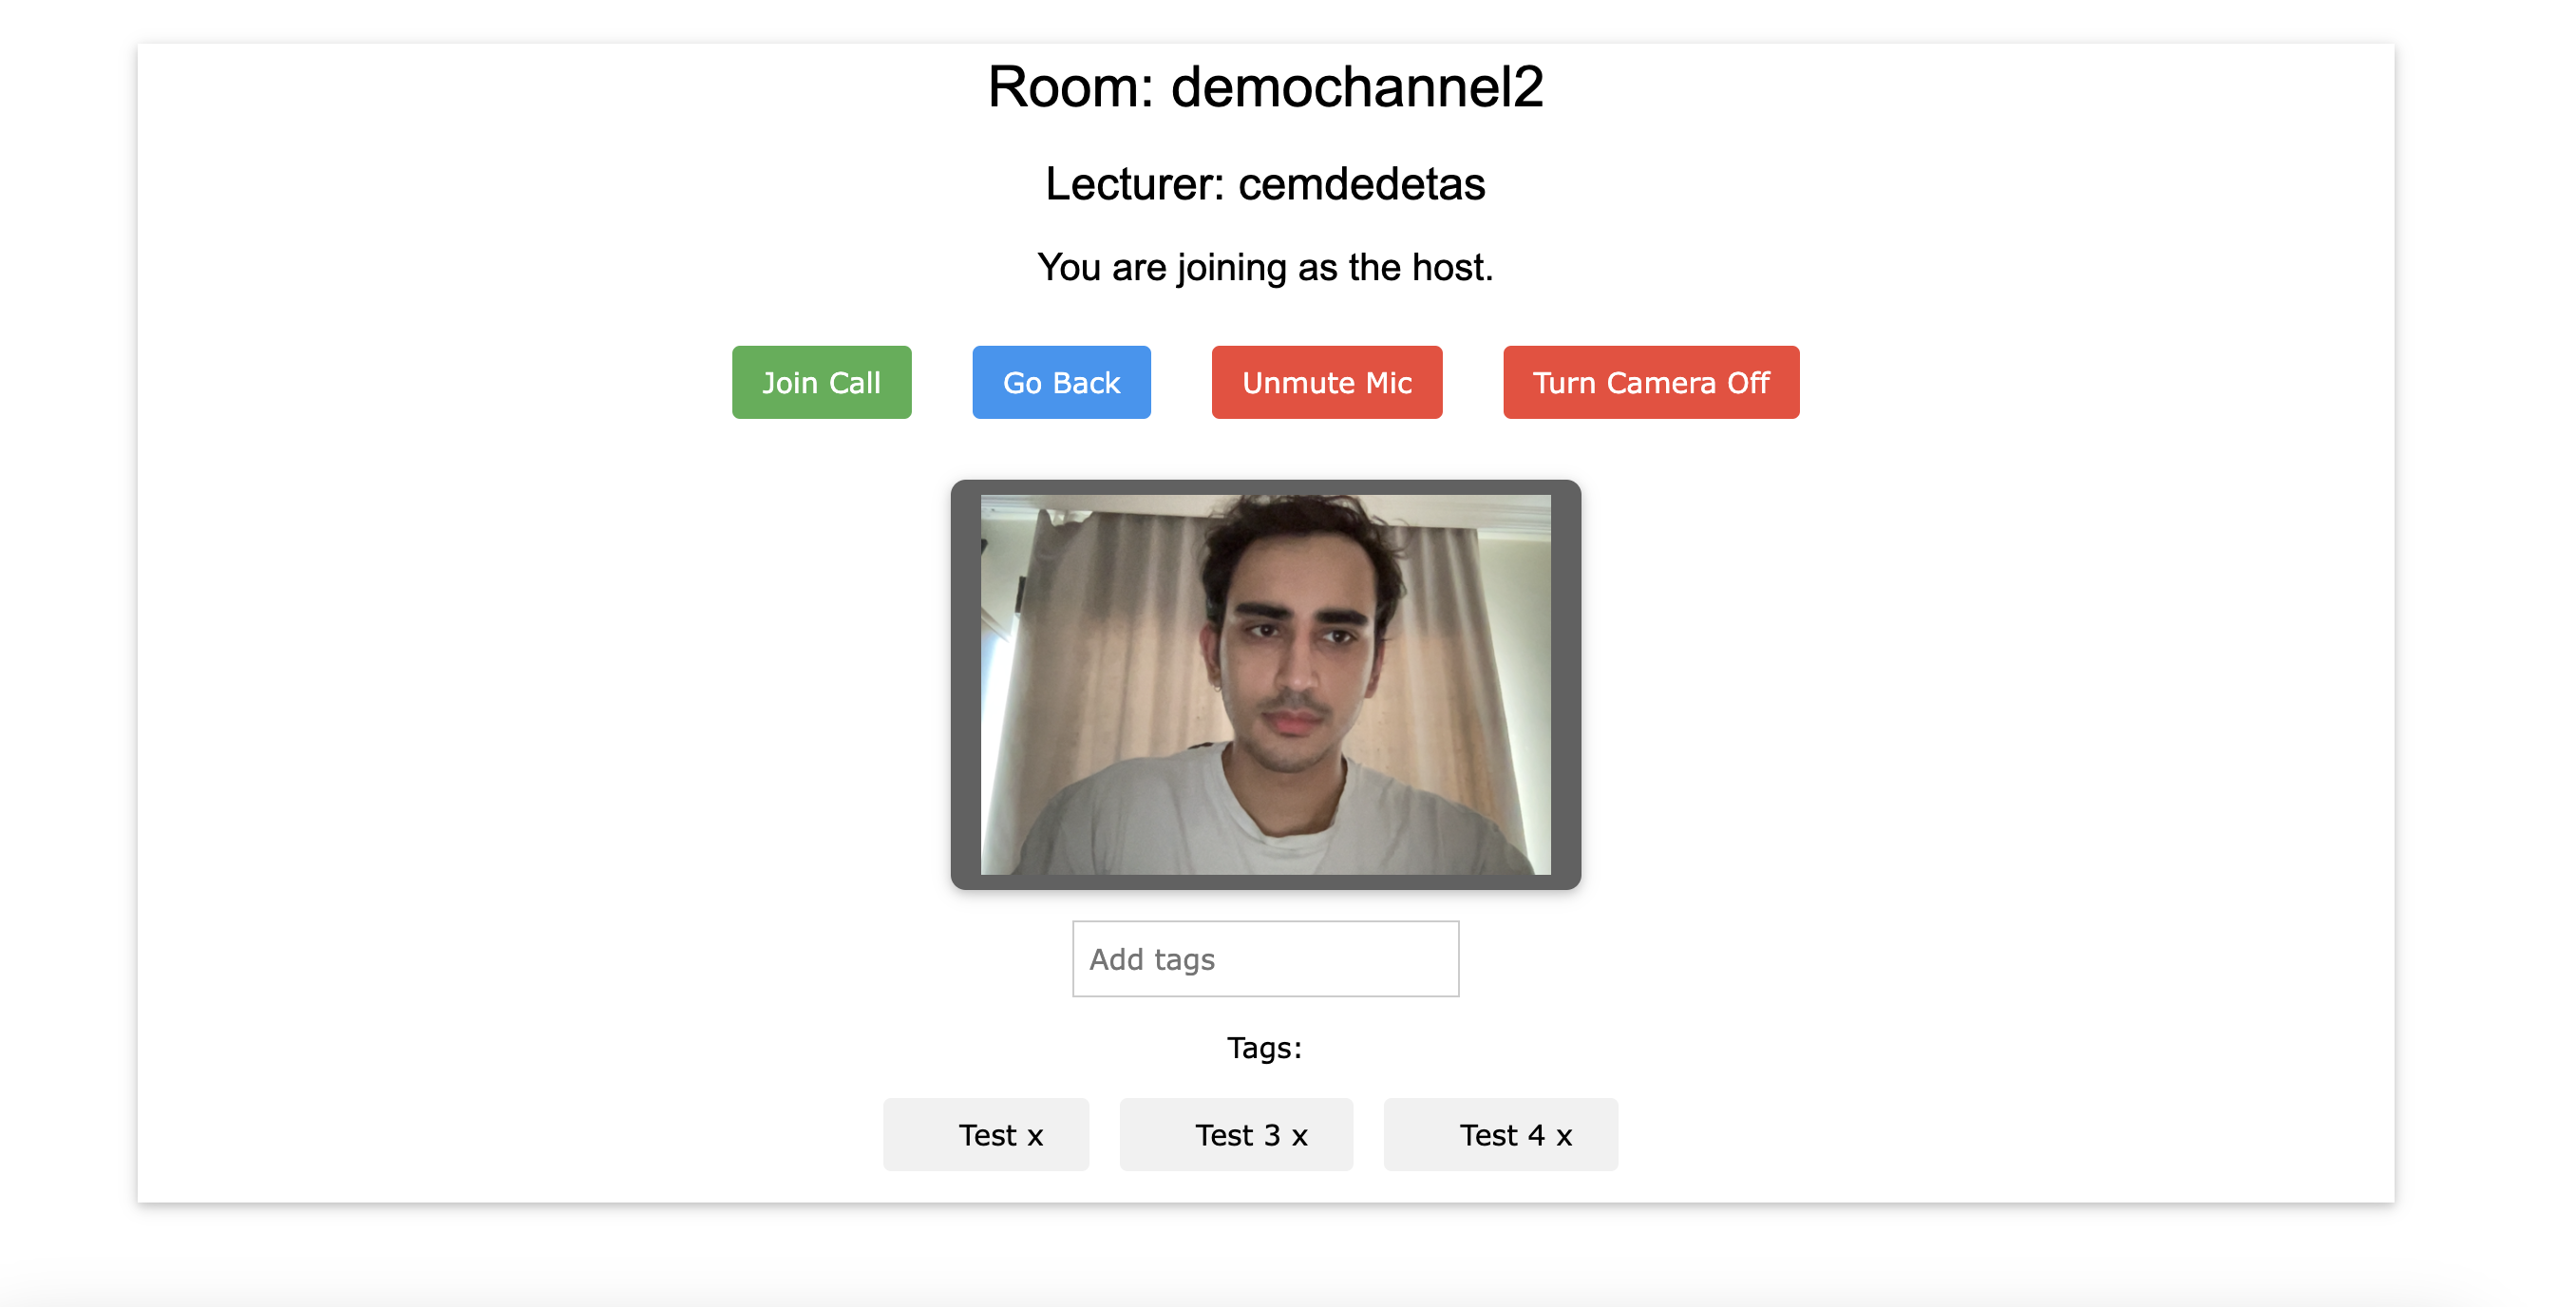 Room: demochannel2
Lecturer: cemdedetas
You are joining as the host.
Join Call Go Back Unmute Mic Turn Camera Off
Add tags
Tags:
Test x Test 3 x Test 4 x